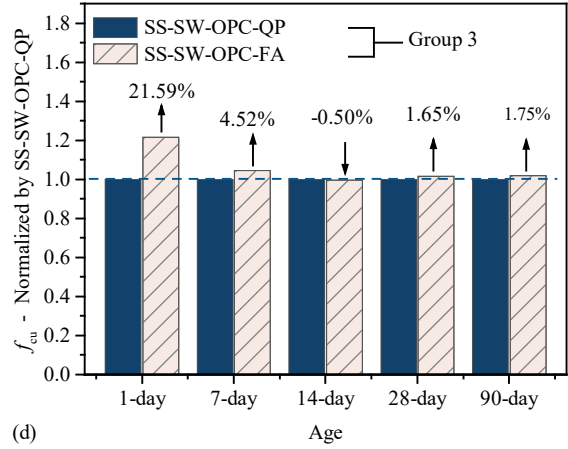 f_cu - Normalized by SS-SW-OPC-QP
1.8
1.6
1.4
1.2
1.0
0.8
0.6
0.4
0.2
0.0
SS-SW-OPC-QP
SS-SW-OPC-FA
Group 3
21.59%
4.52%
-0.50%
1.65%
1.75%
1-day
7-day
14-day
28-day
90-day
(d)
Age